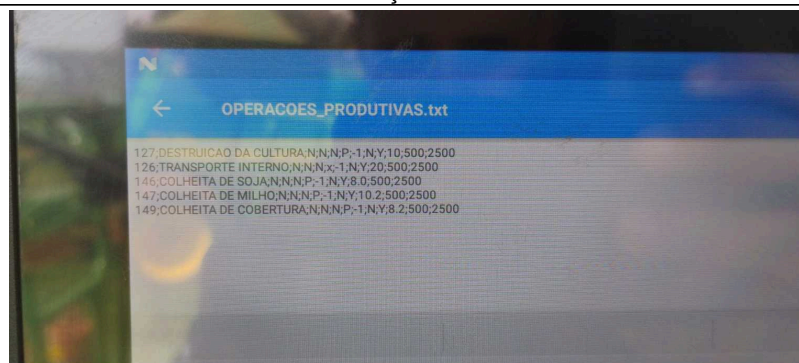 OPERACOES_PRODUTIVAS.txt
127;DESTRUICAO DA CULTURA;N;N;N;P;-1;N;Y;10;500;2500
126;TRANSPORTE INTERNO;N;N;N;x;-1;N;Y;20;500;2500
146;COLHEITA DE SOJA;N;N;N;P;-1;N;Y;8.0;500;2500
147;COLHEITA DE MILHO;N;N;N;P;-1;N;Y;10.2;500;2500
149;COLHEITA DE COBERTURA;N;N;N;P;-1;N;Y;8.2;500;2500